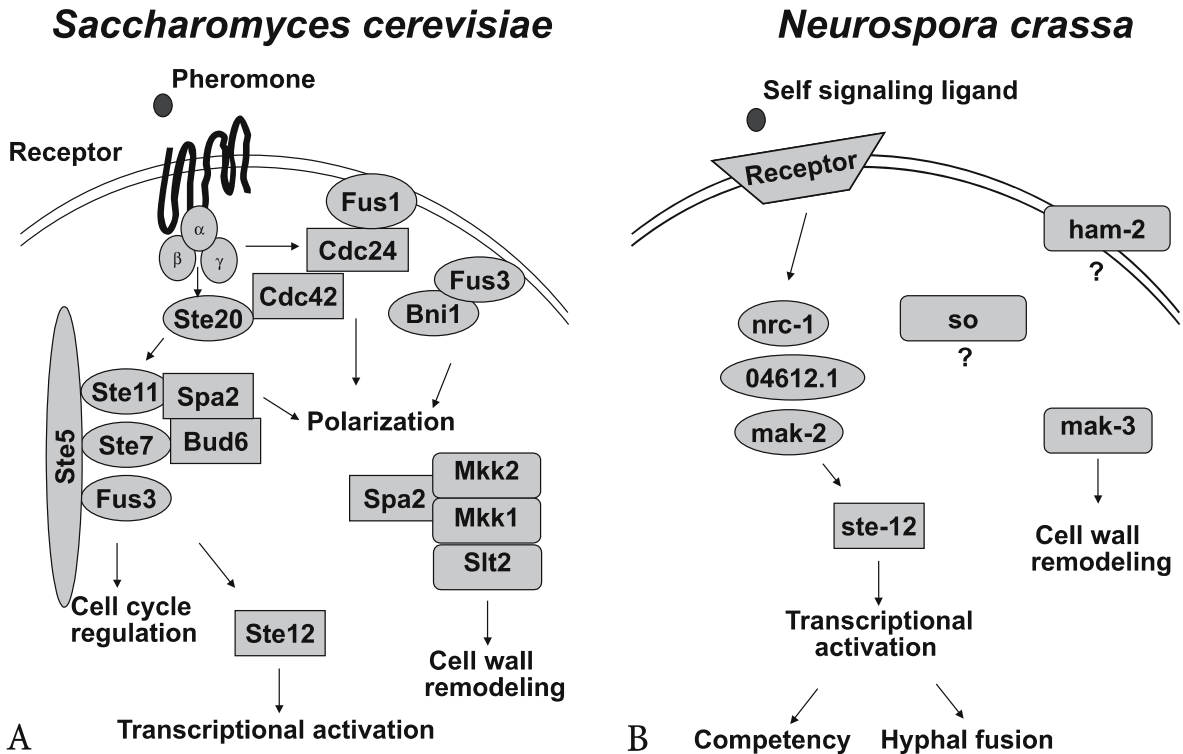 Saccharomyces cerevisiae
Pheromone
Receptor
α
β
γ
Fus1
Cdc24
Cdc42
Ste20
Fus3
Bni1
Ste5
Ste11
Spa2
Ste7
Bud6
Fus3
Polarization
Spa2
Mkk2
Mkk1
Slt2
Cell cycle
regulation
Ste12
Cell wall
remodeling
Transcriptional activation
A
Neurospora crassa
Self signaling ligand
Receptor
ham-2
?
nrc-1
so
?
04612.1
mak-2
mak-3
ste-12
Cell wall
remodeling
Transcriptional
activation
Competency
Hyphal fusion
B